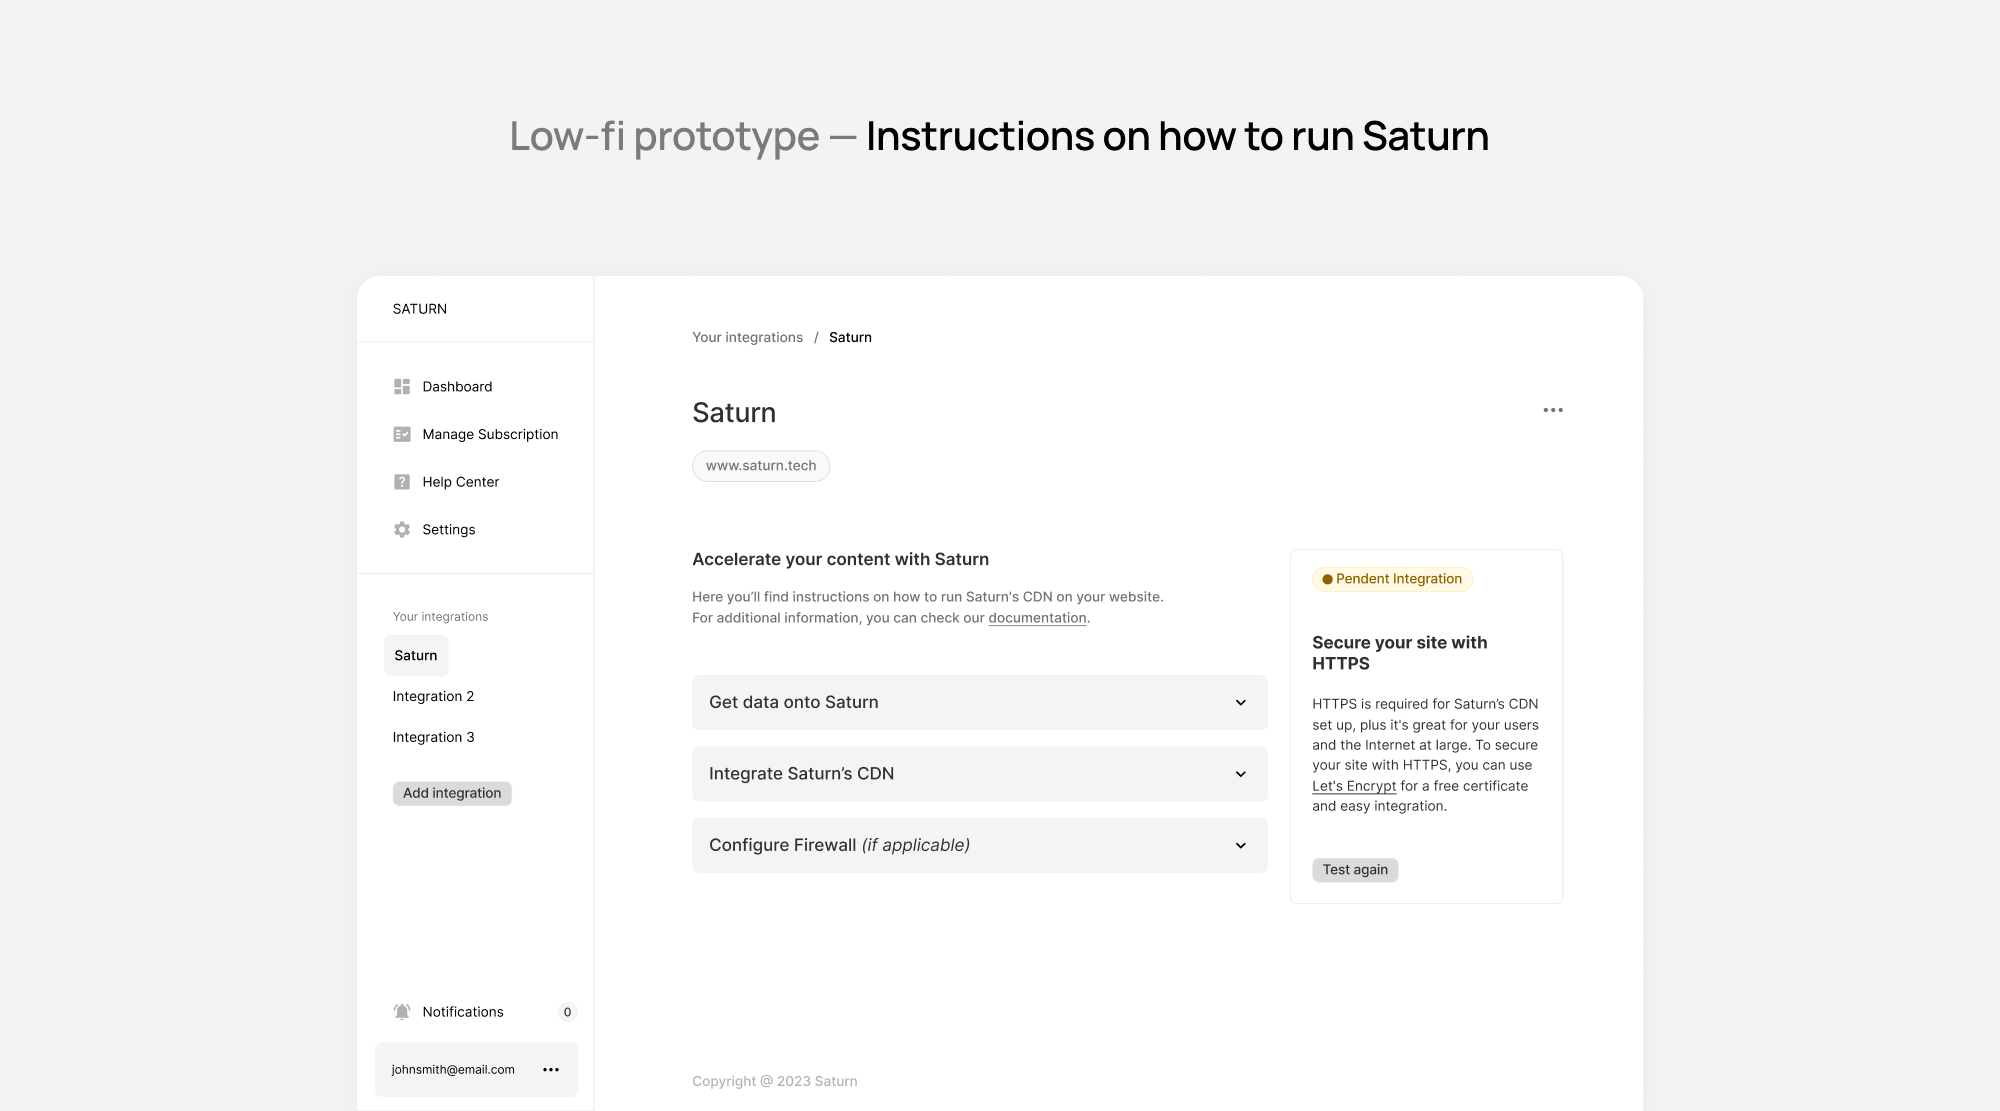 Low-fi prototype — Instructions on how to run Saturn
SATURN
Dashboard
Manage Subscription
Help Center
Settings
Your integrations
Saturn
Integration 2
Integration 3
Add integration
Notifications 0
johnsmith@email.com
Your integrations / Saturn
Saturn
www.saturn.tech
Accelerate your content with Saturn
Here you’ll find instructions on how to run Saturn's CDN on your website.
For additional information, you can check our documentation.
Get data onto Saturn
Integrate Saturn’s CDN
Configure Firewall (if applicable)
Pendent Integration
Secure your site with
HTTPS
HTTPS is required for Saturn’s CDN
set up, plus it's great for your users
and the Internet at large. To secure
your site with HTTPS, you can use
Let's Encrypt for a free certificate
and easy integration.
Test again
Copyright @ 2023 Saturn